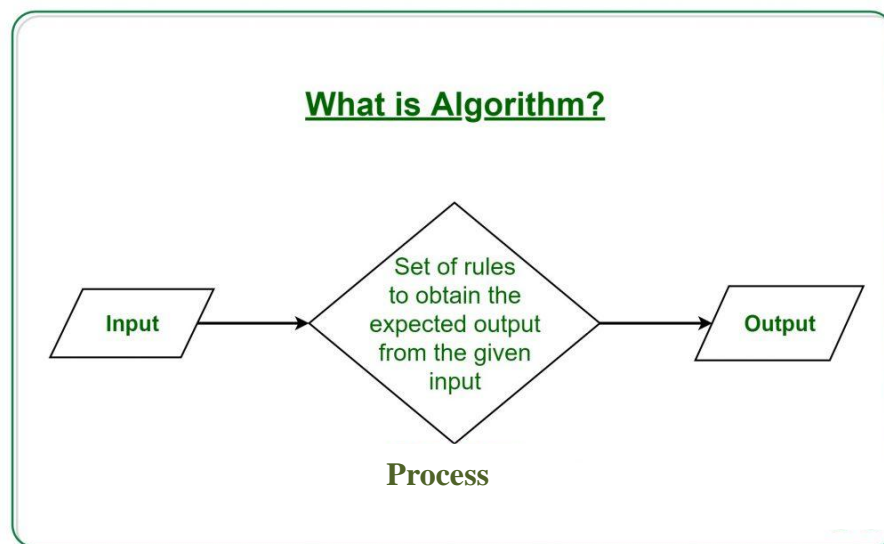 What is Algorithm?
Input
Set of rules
to obtain the
expected output
from the given
input
Output
Process